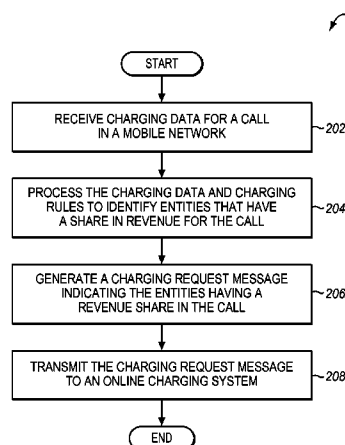 START
RECEIVE CHARGING DATA FOR A CALL
IN A MOBILE NETWORK
202
PROCESS THE CHARGING DATA AND CHARGING
RULES TO IDENTIFY ENTITIES THAT HAVE
A SHARE IN REVENUE FOR THE CALL
204
GENERATE A CHARGING REQUEST MESSAGE
INDICATING THE ENTITIES HAVING A
REVENUE SHARE IN THE CALL
206
TRANSMIT THE CHARGING REQUEST MESSAGE
TO AN ONLINE CHARGING SYSTEM
208
END